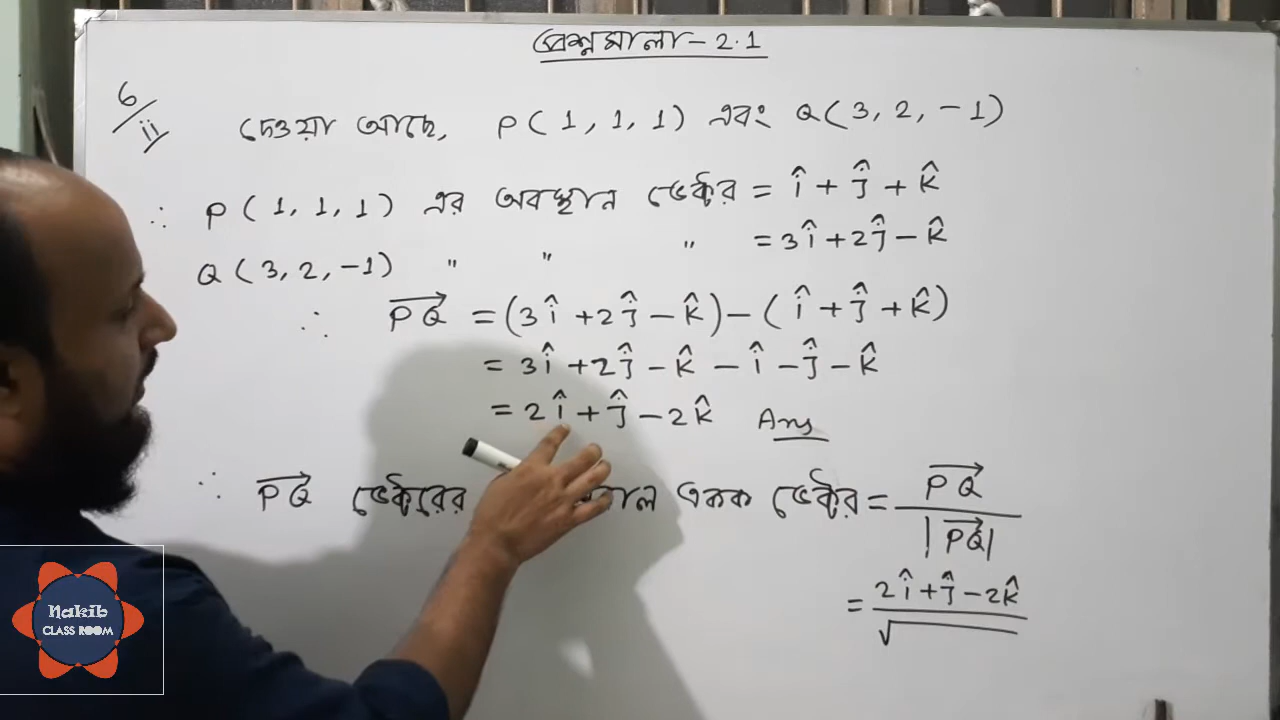 প্রশ্নমালা-2.1
6/ii
দেওয়া আছে, P(1, 1, 1) এবং Q(3, 2, -1)
∴ P(1, 1, 1) এর অবস্থান ভেক্টর = î + ĵ + k̂
Q(3, 2, -1) " " " = 3î + 2ĵ - k̂
∴ PQ⃗ = (3î + 2ĵ - k̂) - (î + ĵ + k̂)
= 3î + 2ĵ - k̂ - î - ĵ - k̂
= 2î + ĵ - 2k̂ Ans
∴ PQ⃗ ভেক্টরের একক ভেক্টর = PQ⃗ / |PQ⃗|
= 2î + ĵ - 2k̂ / √
Nakib
CLASS ROOM